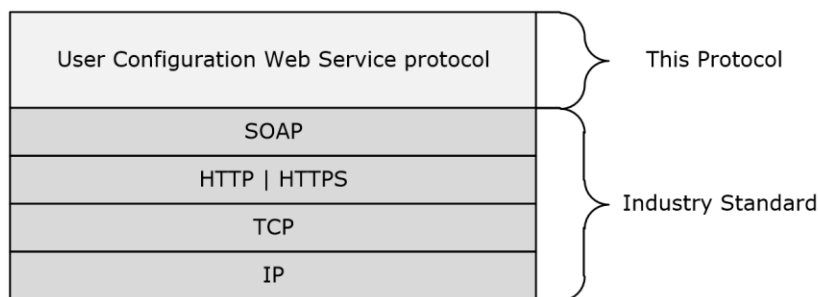 User Configuration Web Service protocol
This Protocol
SOAP
HTTP | HTTPS
Industry Standard
TCP
IP